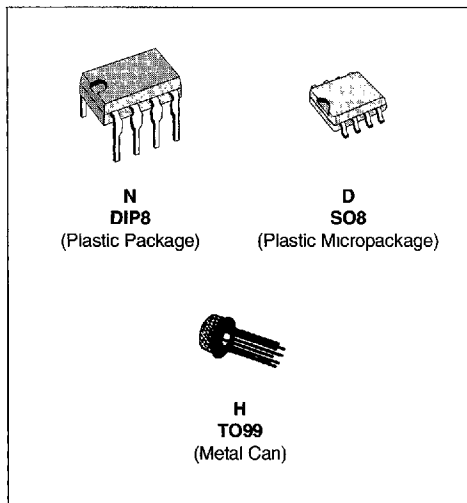 N
DIP8
(Plastic Package)
D
SO8
(Plastic Micropackage)
H
TO99
(Metal Can)